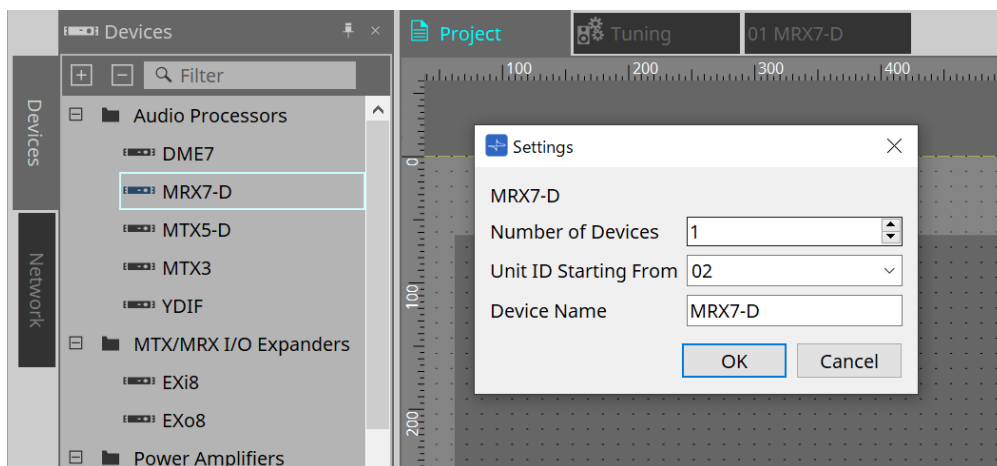 Devices
Project
Tuning
01 MRX7-D
Filter
100
200
300
400
Devices
Network
Audio Processors
DME7
MRX7-D
MTX5-D
MTX3
YDIF
MTX/MRX I/O Expanders
EXi8
EXo8
Power Amplifiers
0
100
200
Settings
MRX7-D
Number of Devices 1
Unit ID Starting From 02
Device Name MRX7-D
OK Cancel